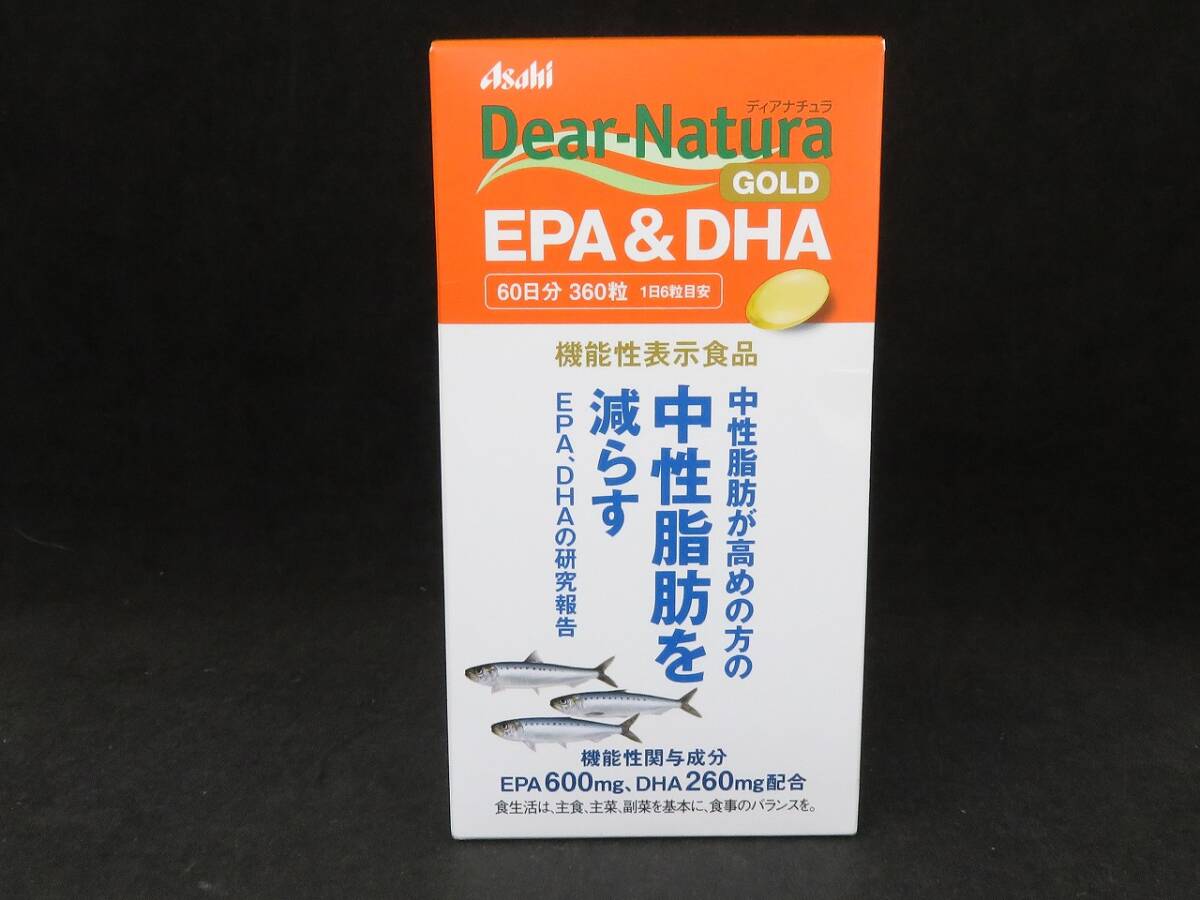 Asahi
ディアナチュラ
Dear-Natura
GOLD
EPA&DHA
60日分 360粒 1日6粒目安
機能性表示食品
中性脂肪が高めの方の
中性脂肪を
減らす
EPA、DHAの研究報告
機能性関与成分
EPA600mg、DHA260mg配合
食生活は、主食、主菜、副菜を基本に、食事のバランスを。